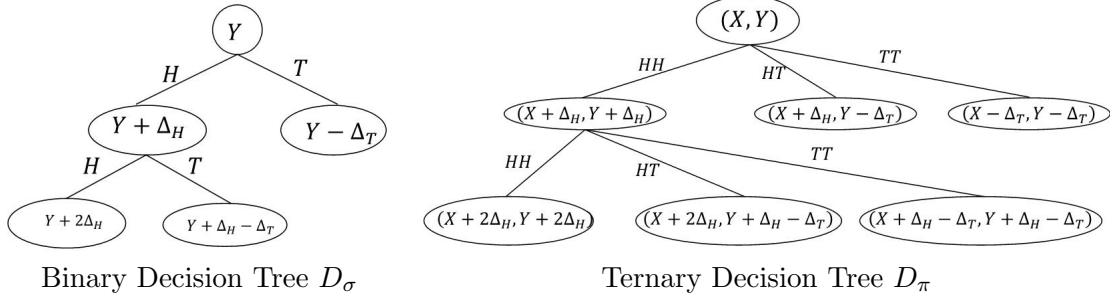 Y
(X, Y)
H
T
HH
HT
TT
Y + Δ_H
Y − Δ_T
(X + Δ_H, Y + Δ_H)
(X + Δ_H, Y − Δ_T)
(X − Δ_T, Y − Δ_T)
H
T
HH
HT
TT
Y + 2Δ_H
Y + Δ_H − Δ_T
(X + 2Δ_H, Y + 2Δ_H)
(X + 2Δ_H, Y + Δ_H − Δ_T)
(X + Δ_H − Δ_T, Y + Δ_H − Δ_T)
Binary Decision Tree D_σ
Ternary Decision Tree D_π